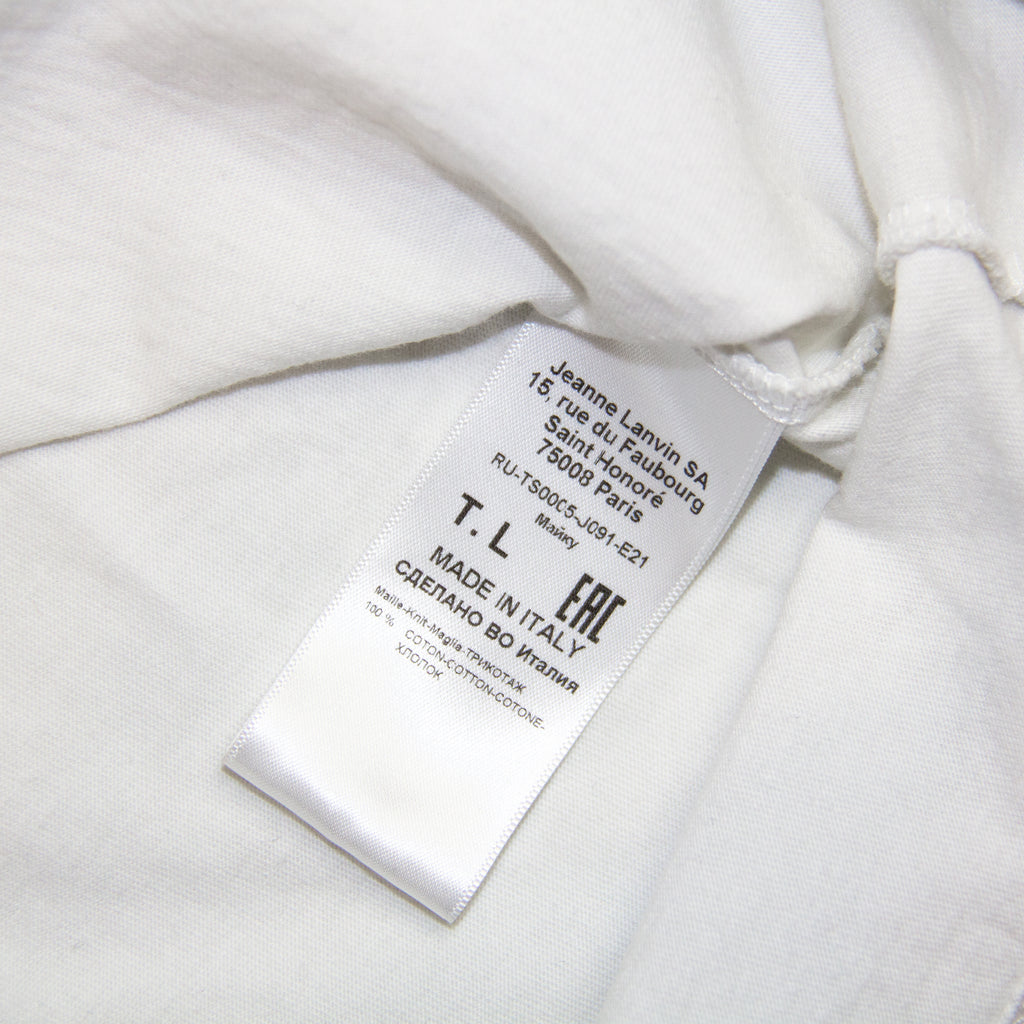 Jeanne Lanvin SA
15, rue du Faubourg
Saint Honoré
75008 Paris
RU-TS0005-J091-E21
Майку
T. L
EAC
MADE IN ITALY
СДЕЛАНО ВО Италия
Maille-Knit-Maglia-ТРИКОТАЖ
100 % COTON-COTTON-COTONE-
ХЛОПОК